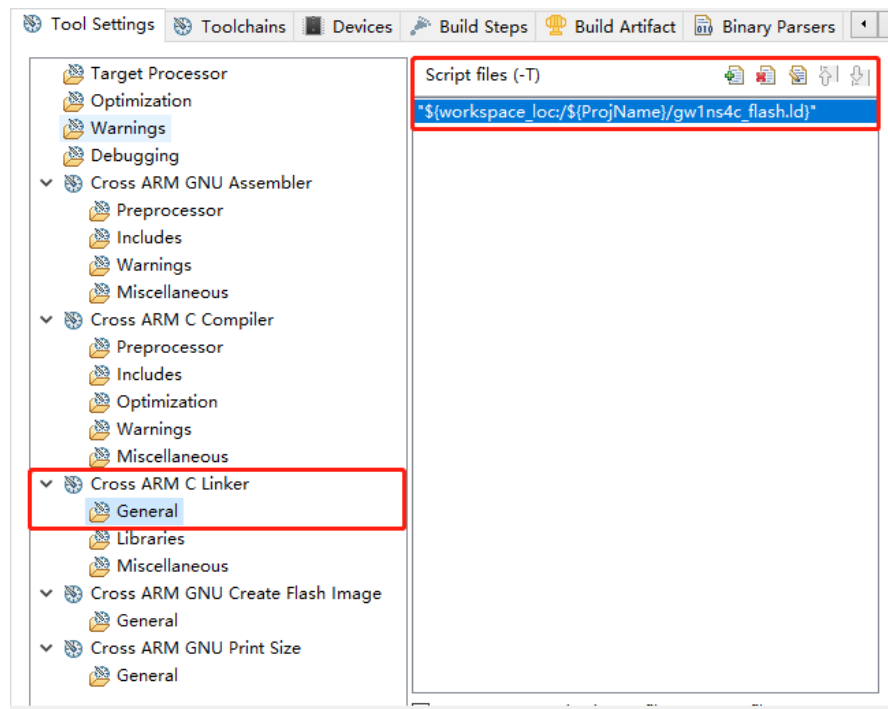 Tool Settings Toolchains Devices Build Steps Build Artifact Binary Parsers
Target Processor
Optimization
Warnings
Debugging
Cross ARM GNU Assembler
Preprocessor
Includes
Warnings
Miscellaneous
Cross ARM C Compiler
Preprocessor
Includes
Optimization
Warnings
Miscellaneous
Cross ARM C Linker
General
Libraries
Miscellaneous
Cross ARM GNU Create Flash Image
General
Cross ARM GNU Print Size
General
Script files (-T)
"${workspace_loc:/${ProjName}/gw1ns4c_flash.ld}"